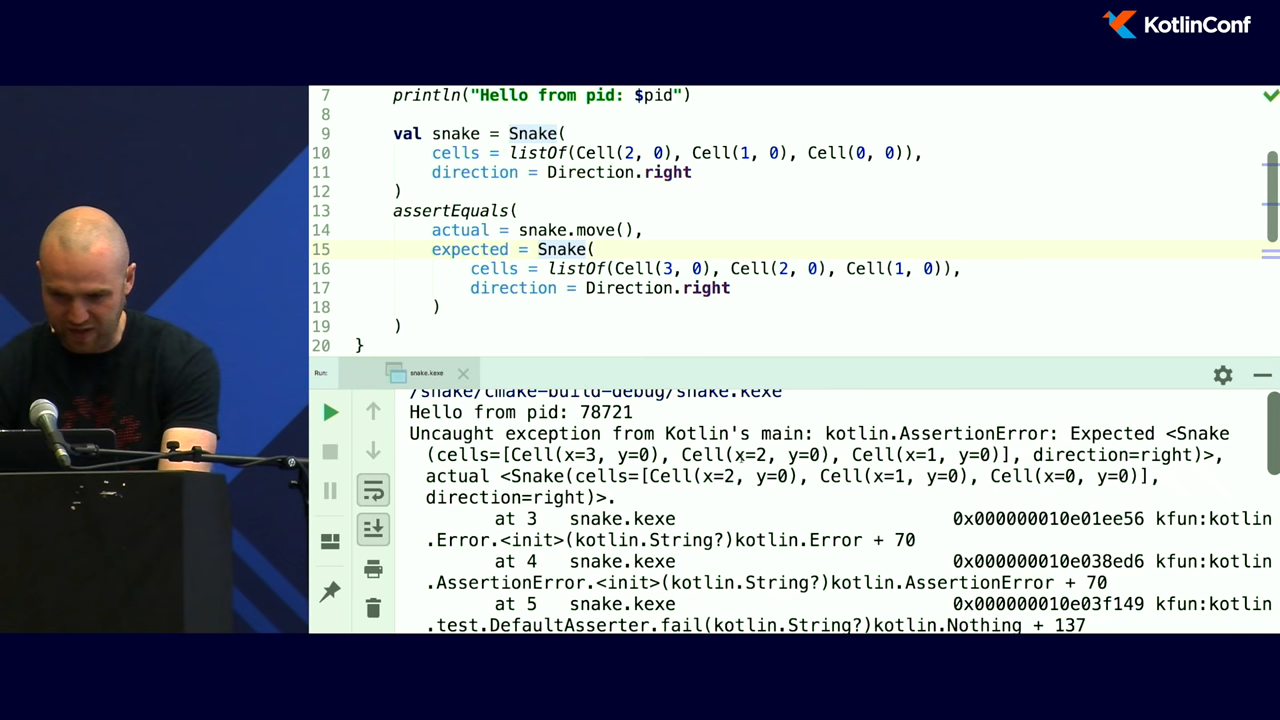 KotlinConf
7 println("Hello from pid: $pid")
8
9 val snake = Snake(
10 cells = listOf(Cell(2, 0), Cell(1, 0), Cell(0, 0)),
11 direction = Direction.right
12 )
13 assertEquals(
14 actual = snake.move(),
15 expected = Snake(
16 cells = listOf(Cell(3, 0), Cell(2, 0), Cell(1, 0)),
17 direction = Direction.right
18 )
19 )
20 }
Run: snake.kexe
/snake/cmake-build-debug/snake.kexe
Hello from pid: 78721
Uncaught exception from Kotlin's main: kotlin.AssertionError: Expected <Snake
(cells=[Cell(x=3, y=0), Cell(x=2, y=0), Cell(x=1, y=0)], direction=right)>,
actual <Snake(cells=[Cell(x=2, y=0), Cell(x=1, y=0), Cell(x=0, y=0)],
direction=right)>.
at 3 snake.kexe 0x000000010e01ee56 kfun:kotlin
.Error.<init>(kotlin.String?)kotlin.Error + 70
at 4 snake.kexe 0x000000010e038ed6 kfun:kotlin
.AssertionError.<init>(kotlin.String?)kotlin.AssertionError + 70
at 5 snake.kexe 0x000000010e03f149 kfun:kotlin
.test.DefaultAsserter.fail(kotlin.String?)kotlin.Nothing + 137